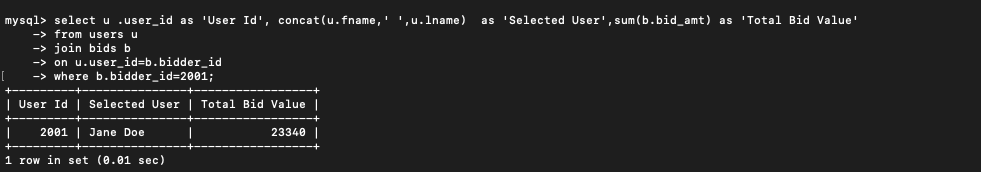 mysql> select u .user_id as 'User Id', concat(u.fname,' ',u.lname)  as 'Selected User',sum(b.bid_amt) as 'Total Bid Value'
    -> from users u
    -> join bids b
    -> on u.user_id=b.bidder_id
[    -> where b.bidder_id=2001;
+---------+---------------+-----------------+
| User Id | Selected User | Total Bid Value |
+---------+---------------+-----------------+
|    2001 | Jane Doe      |           23340 |
+---------+---------------+-----------------+
1 row in set (0.01 sec)